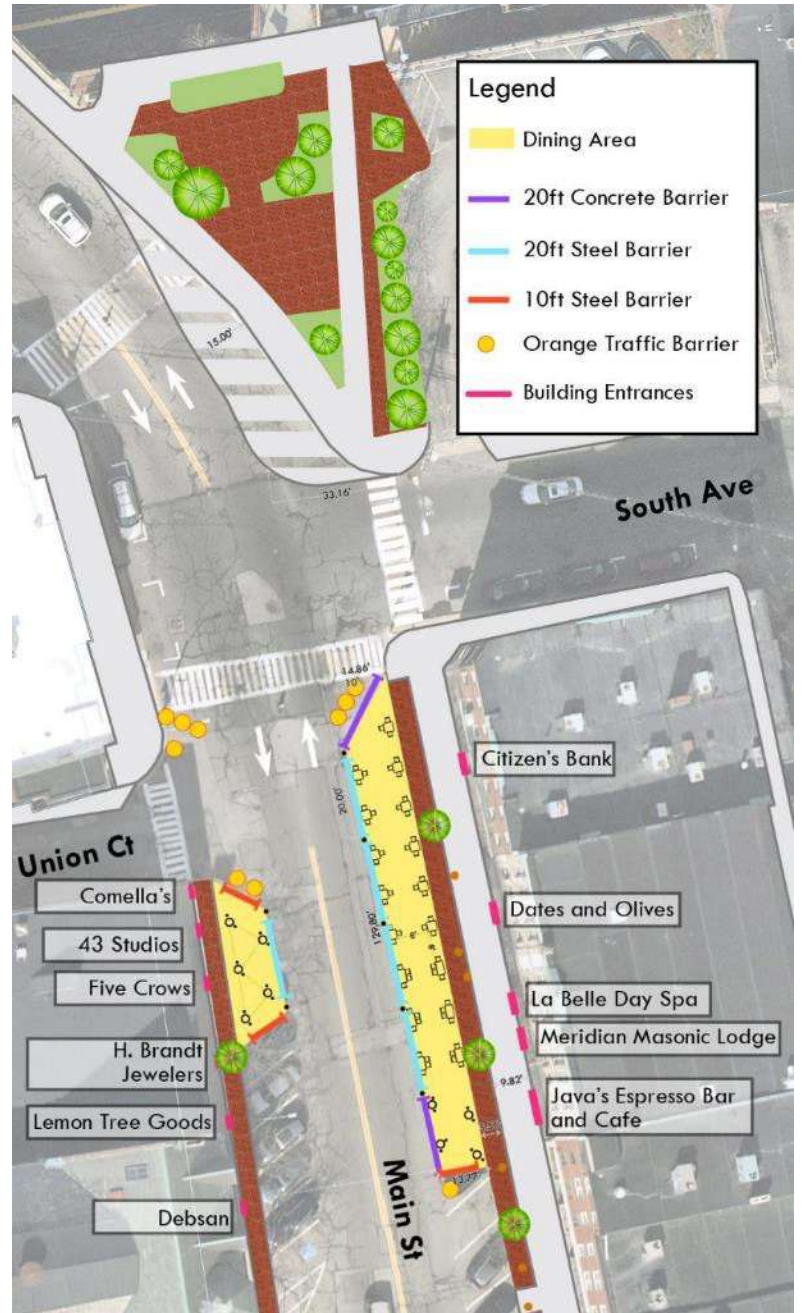 Legend
Dining Area
20ft Concrete Barrier
20ft Steel Barrier
10ft Steel Barrier
Orange Traffic Barrier
Building Entrances
15.00'
33.16'
South Ave
14.86'
10'
Citizen's Bank
20.00'
Union Ct
Comella's
43 Studios
Five Crows
H. Brandt
Jewelers
Lemon Tree Goods
Debsan
129.80'
Dates and Olives
La Belle Day Spa
Meridian Masonic Lodge
9.82'
Java's Espresso Bar
and Cafe
Main St